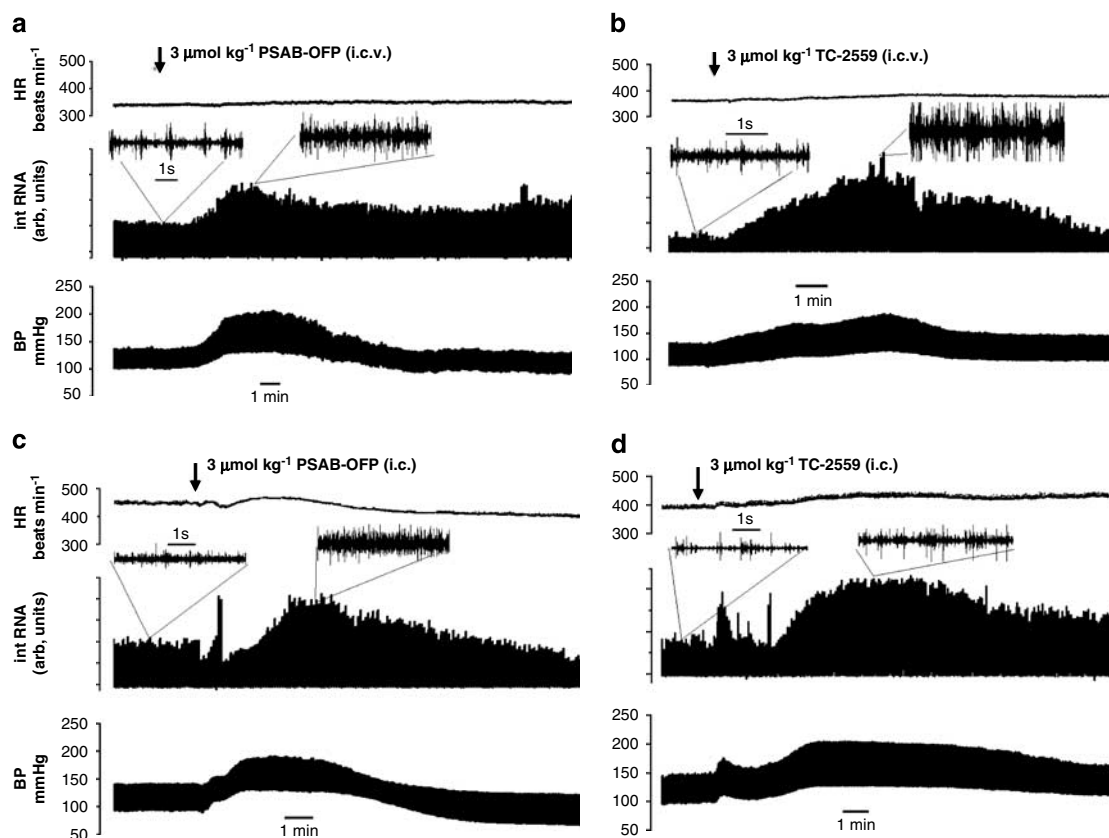 a
3 μmol kg⁻¹ PSAB-OFP (i.c.v.)
HR
beats min⁻¹
500
400
300
1s
int RNA
(arb, units)
BP
mmHg
250
200
150
100
50
1 min
b
3 μmol kg⁻¹ TC-2559 (i.c.v.)
500
400
300
1s
250
200
150
100
50
1 min
c
3 μmol kg⁻¹ PSAB-OFP (i.c.)
HR
beats min⁻¹
500
400
300
1s
int RNA
(arb, units)
BP
mmHg
250
200
150
100
50
1 min
d
3 μmol kg⁻¹ TC-2559 (i.c.)
500
400
300
1s
250
200
150
100
50
1 min